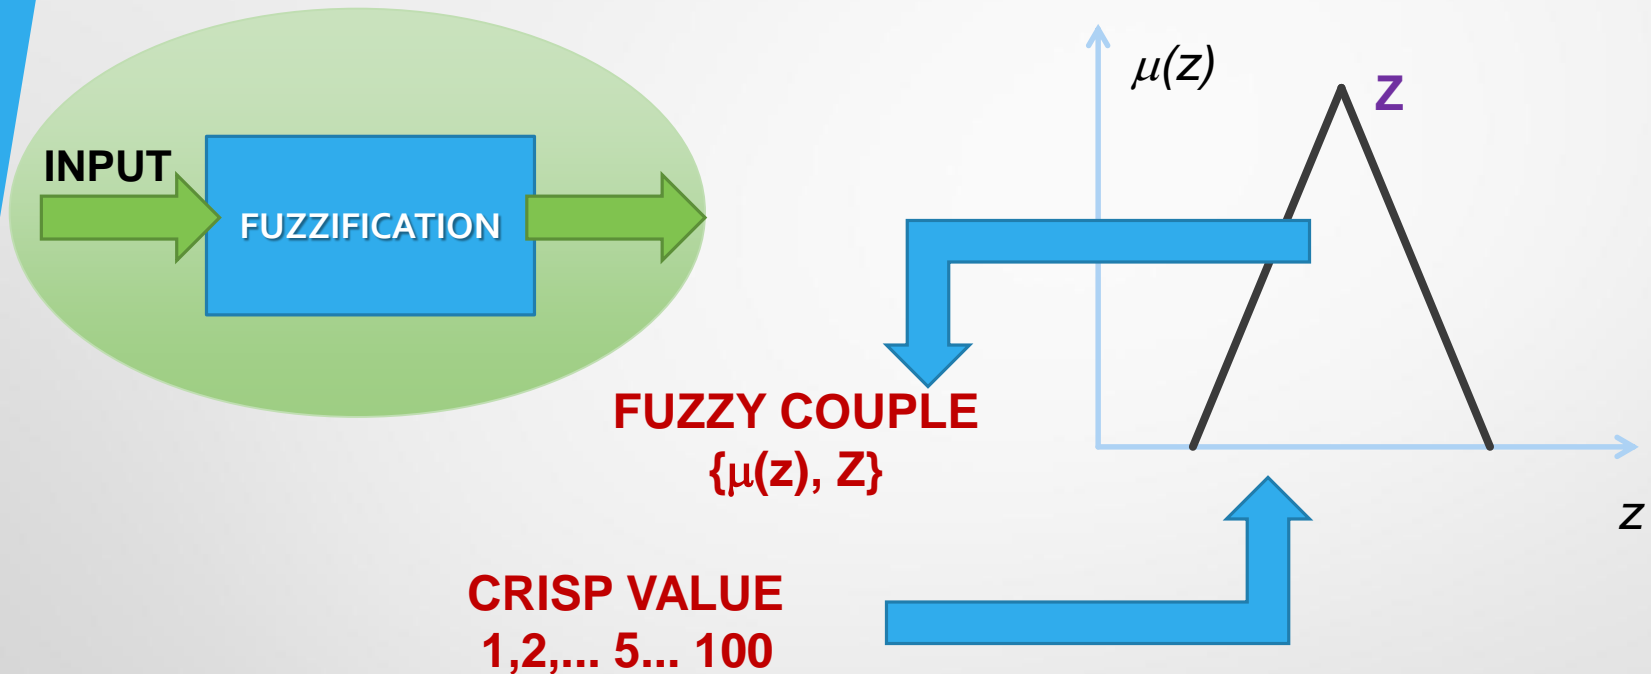 INPUT
FUZZIFICATION
μ(z)
Z
FUZZY COUPLE
{μ(z), Z}
z
CRISP VALUE
1,2,... 5... 100